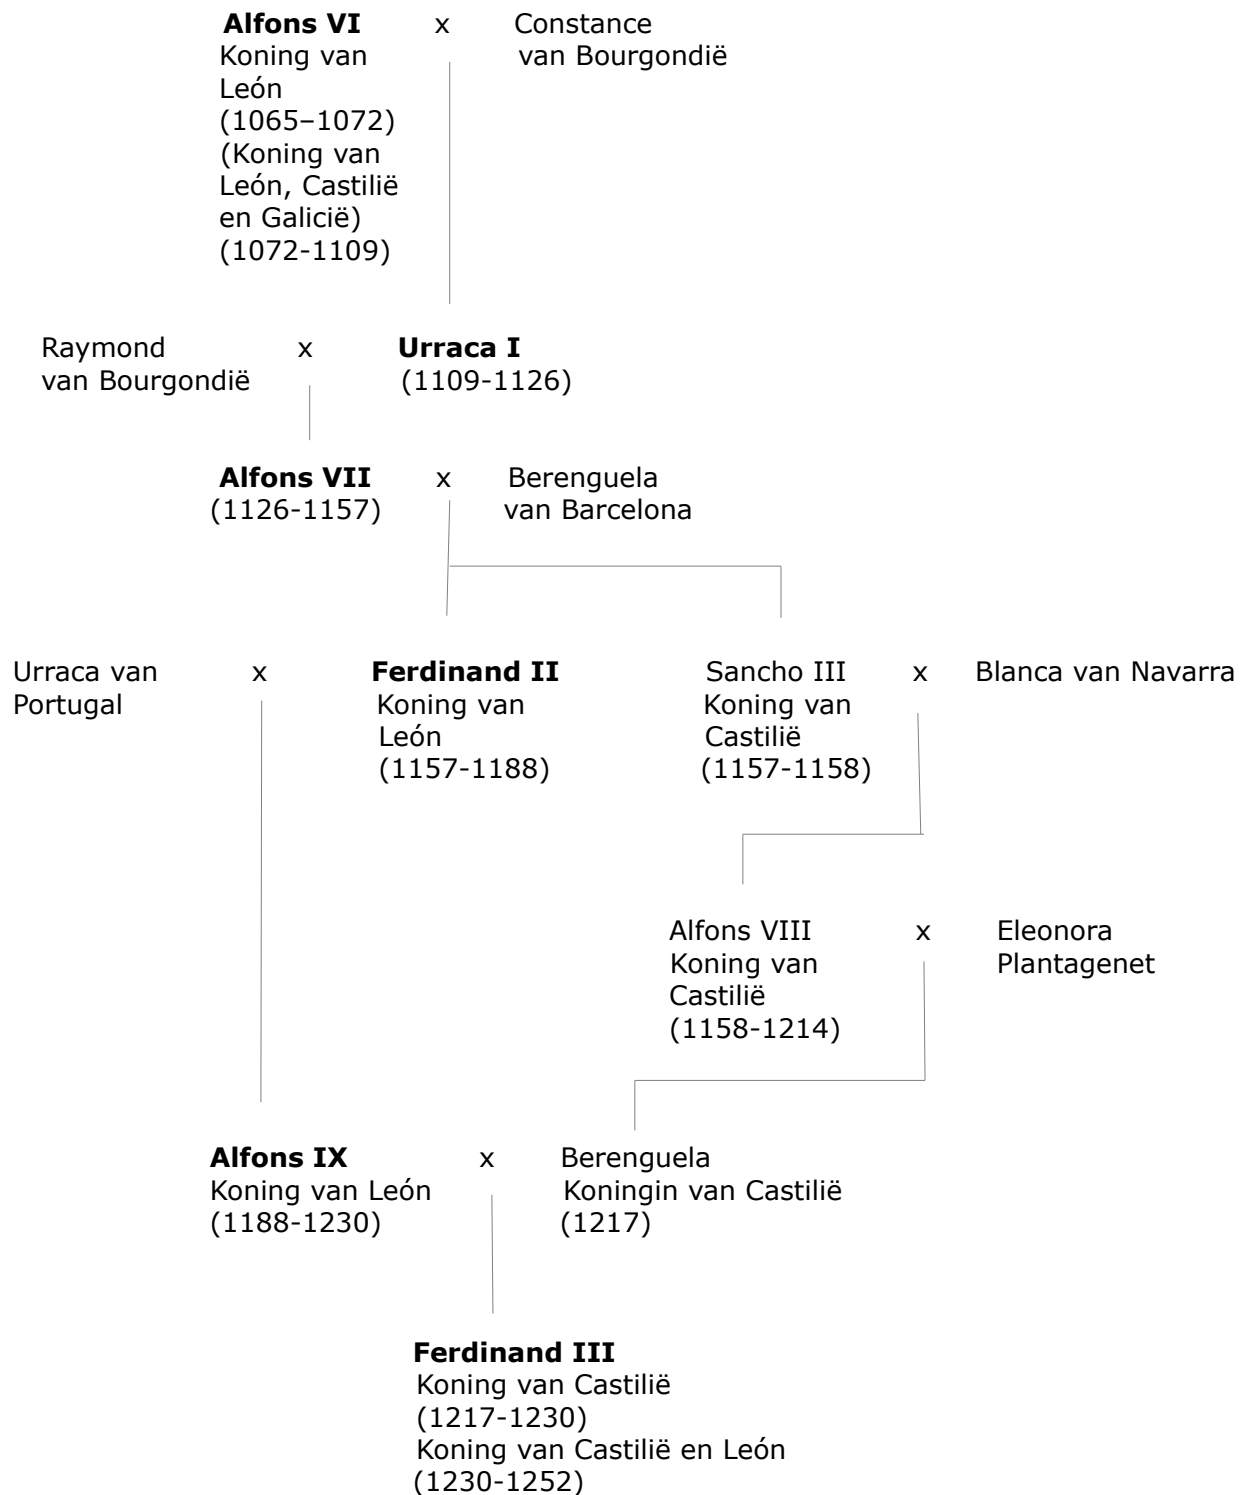 Alfons VI x Constance
Koning van van Bourgondië
León
(1065–1072)
(Koning van
León, Castilië
en Galicië)
(1072-1109)
Raymond x Urraca I
van Bourgondië (1109-1126)
Alfons VII x Berenguela
(1126-1157) van Barcelona
Urraca van x Ferdinand II Sancho III x Blanca van Navarra
Portugal Koning van Koning van
León Castilië
(1157-1188) (1157-1158)
Alfons VIII x Eleonora
Koning van Plantagenet
Castilië
(1158-1214)
Alfons IX x Berenguela
Koning van León Koningin van Castilië
(1188-1230) (1217)
Ferdinand III
Koning van Castilië
(1217-1230)
Koning van Castilië en León
(1230-1252)